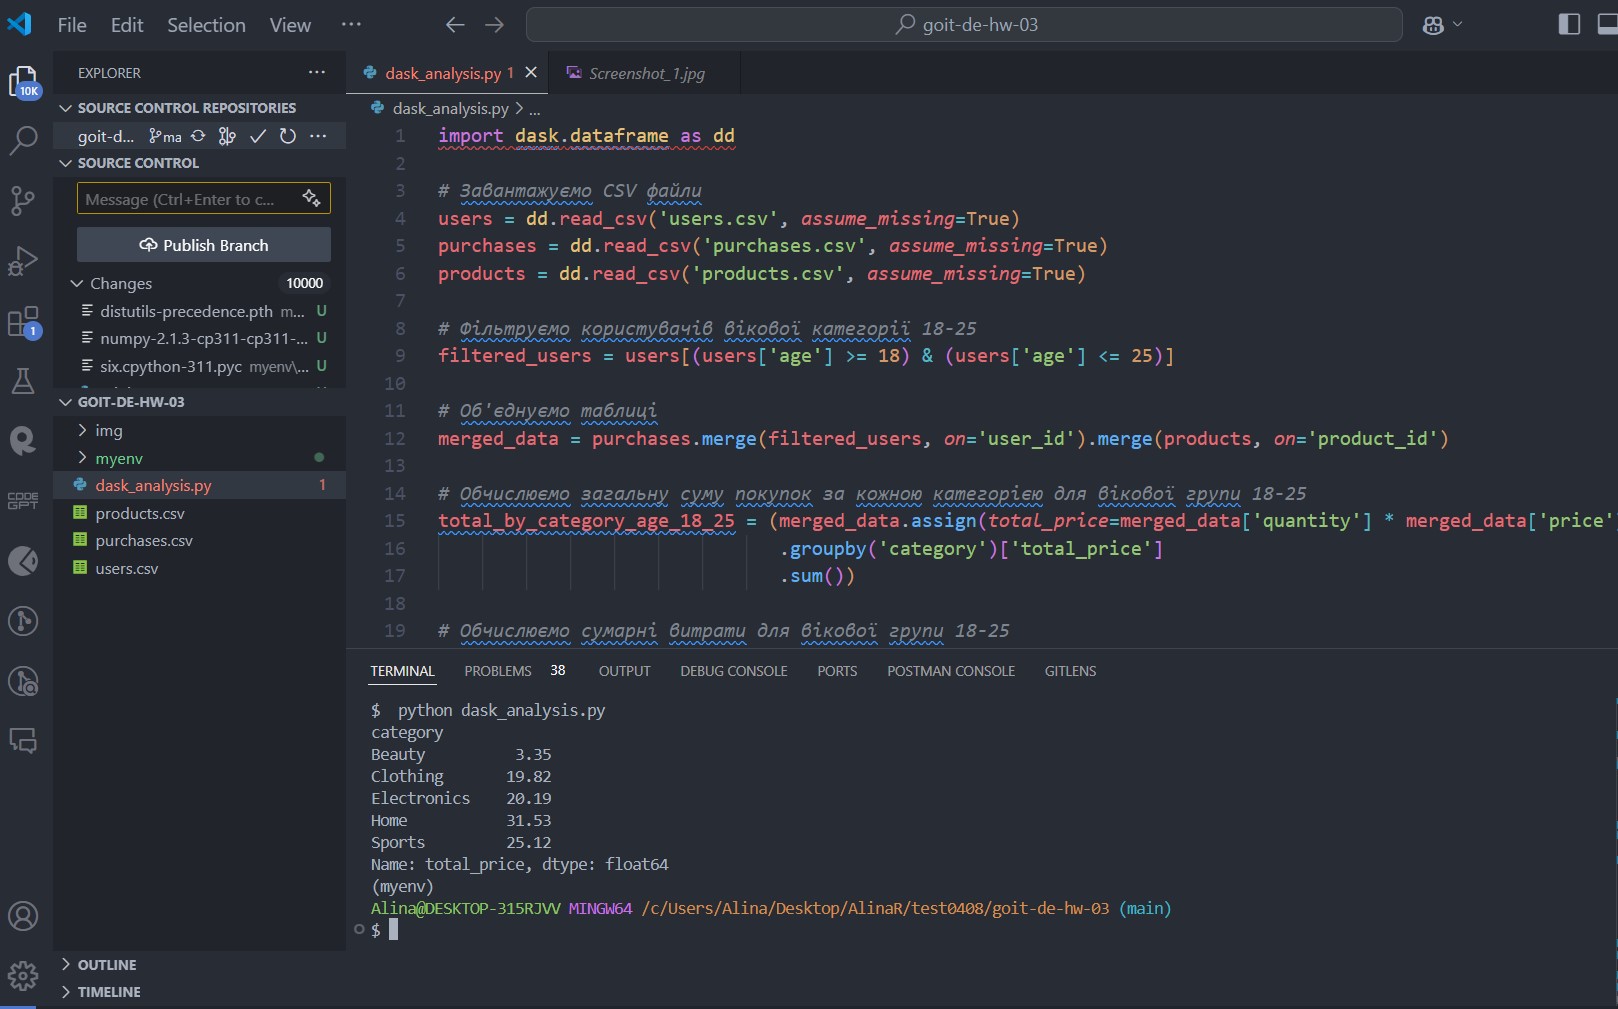 File Edit Selection View ··· goit-de-hw-03
EXPLORER ···
SOURCE CONTROL REPOSITORIES
goit-d... ma ···
SOURCE CONTROL
Message (Ctrl+Enter to c...
Publish Branch
Changes 10000
distutils-precedence.pth m... U
numpy-2.1.3-cp311-cp311-... U
six.cpython-311.pyc myenv\... U
GOIT-DE-HW-03
img
myenv
dask_analysis.py 1
products.csv
purchases.csv
users.csv
OUTLINE
TIMELINE
10K
1
CODE
GPT
dask_analysis.py 1 Screenshot_1.jpg
dask_analysis.py > ...
1 import dask.dataframe as dd
2
3 # Завантажуємо CSV файли
4 users = dd.read_csv('users.csv', assume_missing=True)
5 purchases = dd.read_csv('purchases.csv', assume_missing=True)
6 products = dd.read_csv('products.csv', assume_missing=True)
7
8 # Фільтруємо користувачів вікової категорії 18-25
9 filtered_users = users[(users['age'] >= 18) & (users['age'] <= 25)]
10
11 # Об'єднуємо таблиці
12 merged_data = purchases.merge(filtered_users, on='user_id').merge(products, on='product_id')
13
14 # Обчислюємо загальну суму покупок за кожною категорією для вікової групи 18-25
15 total_by_category_age_18_25 = (merged_data.assign(total_price=merged_data['quantity'] * merged_data['price'
16 .groupby('category')['total_price']
17 .sum())
18
19 # Обчислюємо сумарні витрати для вікової групи 18-25
TERMINAL PROBLEMS 38 OUTPUT DEBUG CONSOLE PORTS POSTMAN CONSOLE GITLENS
$ python dask_analysis.py
category
Beauty 3.35
Clothing 19.82
Electronics 20.19
Home 31.53
Sports 25.12
Name: total_price, dtype: float64
(myenv)
Alina@DESKTOP-315RJVV MINGW64 /c/Users/Alina/Desktop/AlinaR/test0408/goit-de-hw-03 (main)
$